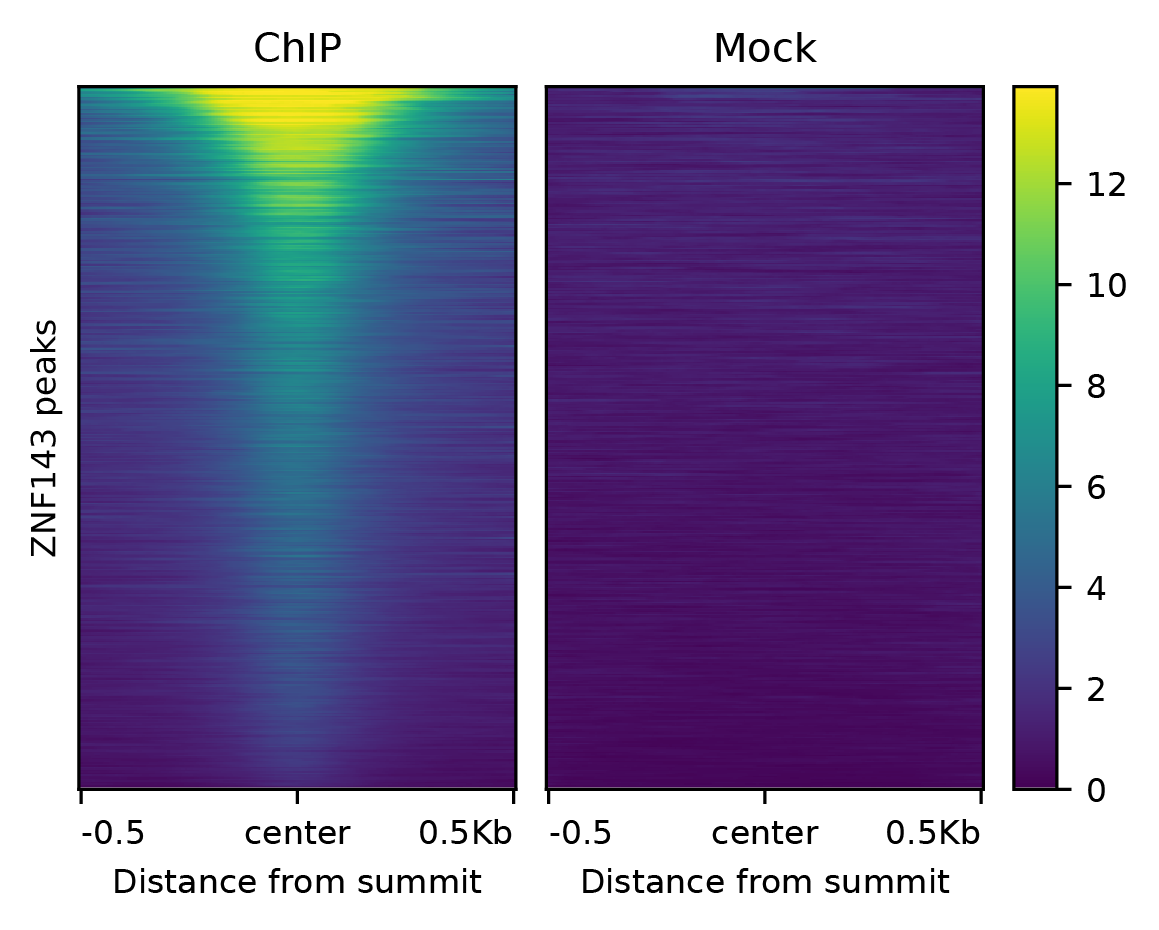 ChIP
Mock
ZNF143 peaks
12
10
8
6
4
2
0
-0.5 center 0.5Kb
-0.5 center 0.5Kb
Distance from summit
Distance from summit